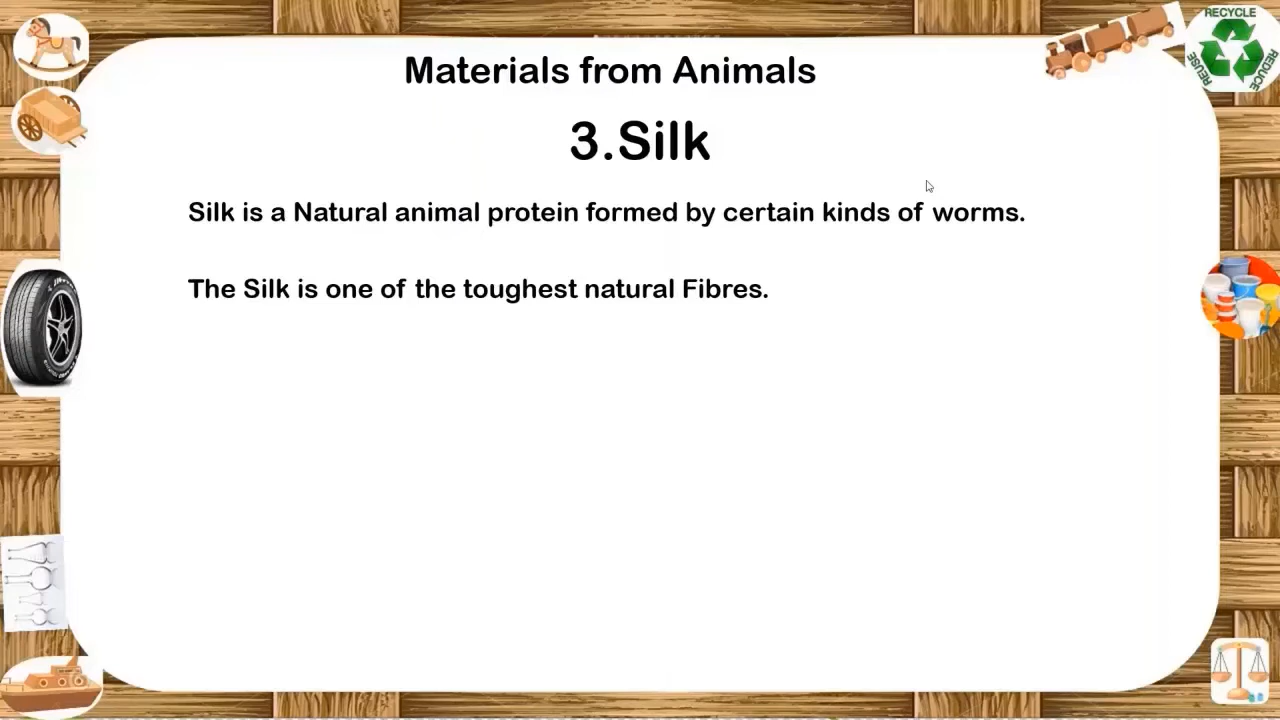 Materials from Animals
3.Silk
Silk is a Natural animal protein formed by certain kinds of worms.
The Silk is one of the toughest natural Fibres.
RECYCLE
REUSE
REDUCE